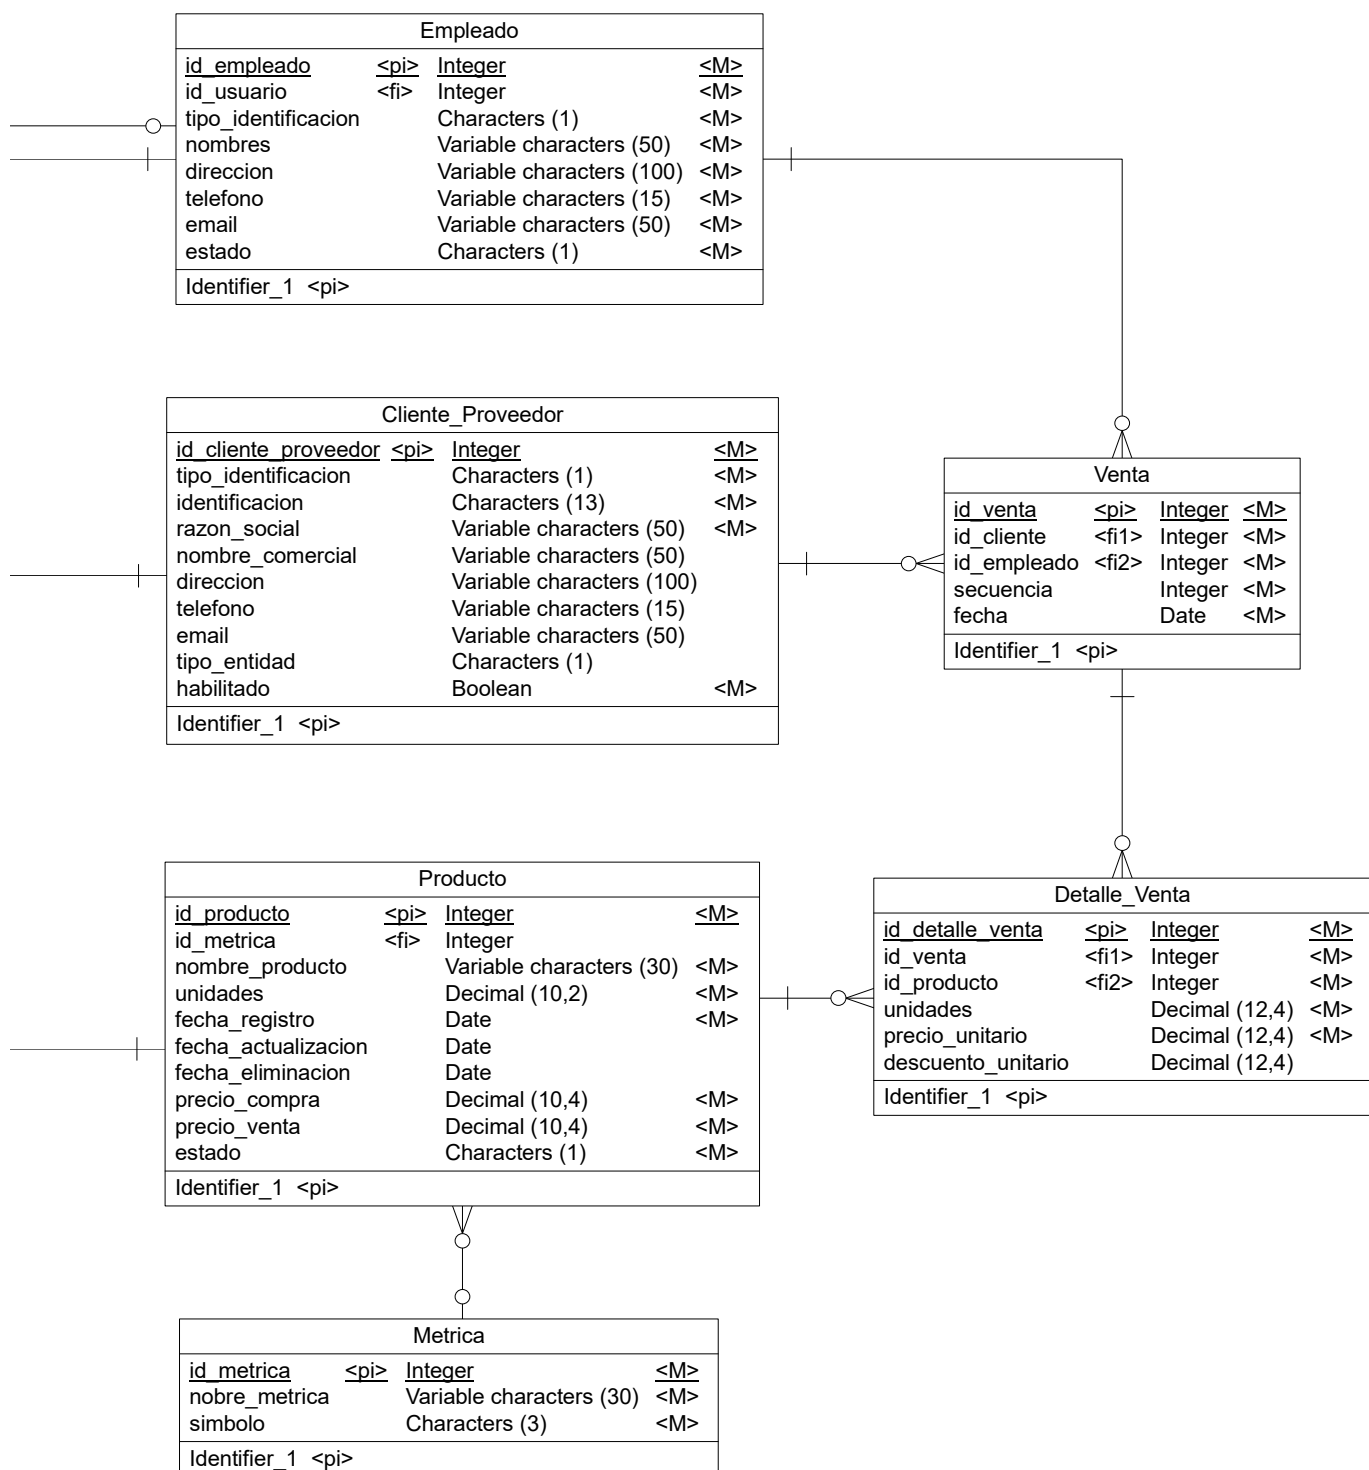 Empleado
id_empleado <pi> Integer <M>
id_usuario <fi> Integer <M>
tipo_identificacion Characters (1) <M>
nombres Variable characters (50) <M>
direccion Variable characters (100) <M>
telefono Variable characters (15) <M>
email Variable characters (50) <M>
estado Characters (1) <M>
Identifier_1 <pi>
Cliente_Proveedor
id_cliente_proveedor <pi> Integer <M>
tipo_identificacion Characters (1) <M>
identificacion Characters (13) <M>
razon_social Variable characters (50) <M>
nombre_comercial Variable characters (50)
direccion Variable characters (100)
telefono Variable characters (15)
email Variable characters (50)
tipo_entidad Characters (1)
habilitado Boolean <M>
Identifier_1 <pi>
Venta
id_venta <pi> Integer <M>
id_cliente <fi1> Integer <M>
id_empleado <fi2> Integer <M>
secuencia Integer <M>
fecha Date <M>
Identifier_1 <pi>
Producto
id_producto <pi> Integer <M>
id_metrica <fi> Integer
nombre_producto Variable characters (30) <M>
unidades Decimal (10,2) <M>
fecha_registro Date <M>
fecha_actualizacion Date
fecha_eliminacion Date
precio_compra Decimal (10,4) <M>
precio_venta Decimal (10,4) <M>
estado Characters (1) <M>
Identifier_1 <pi>
Detalle_Venta
id_detalle_venta <pi> Integer <M>
id_venta <fi1> Integer <M>
id_producto <fi2> Integer <M>
unidades Decimal (12,4) <M>
precio_unitario Decimal (12,4) <M>
descuento_unitario Decimal (12,4)
Identifier_1 <pi>
Metrica
id_metrica <pi> Integer <M>
nobre_metrica Variable characters (30) <M>
simbolo Characters (3) <M>
Identifier_1 <pi>